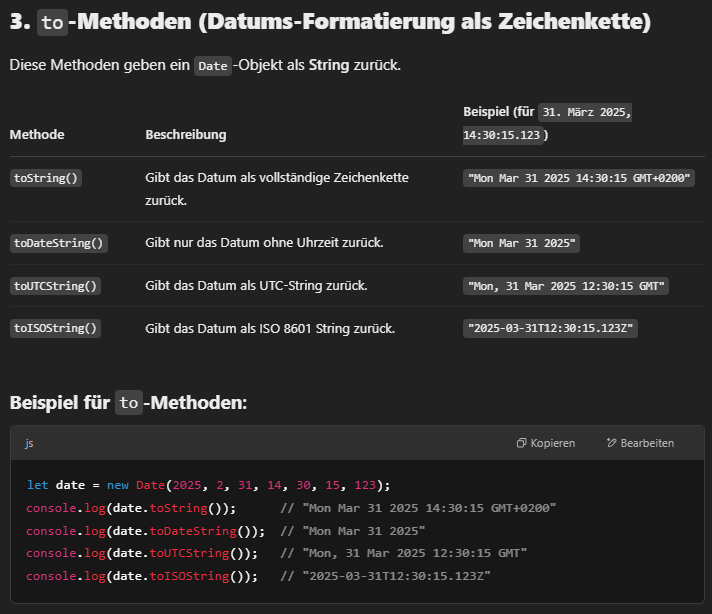 3. to-Methoden (Datums-Formatierung als Zeichenkette)
Diese Methoden geben ein Date-Objekt als String zurück.
Methode Beschreibung Beispiel (für 31. März 2025,
14:30:15.123)
toString() Gibt das Datum als vollständige Zeichenkette "Mon Mar 31 2025 14:30:15 GMT+0200"
zurück.
toDateString() Gibt nur das Datum ohne Uhrzeit zurück. "Mon Mar 31 2025"
toUTCString() Gibt das Datum als UTC-String zurück. "Mon, 31 Mar 2025 12:30:15 GMT"
toISOString() Gibt das Datum als ISO 8601 String zurück. "2025-03-31T12:30:15.123Z"
Beispiel für to-Methoden:
js Kopieren Bearbeiten
let date = new Date(2025, 2, 31, 14, 30, 15, 123);
console.log(date.toString()); // "Mon Mar 31 2025 14:30:15 GMT+0200"
console.log(date.toDateString()); // "Mon Mar 31 2025"
console.log(date.toUTCString()); // "Mon, 31 Mar 2025 12:30:15 GMT"
console.log(date.toISOString()); // "2025-03-31T12:30:15.123Z"